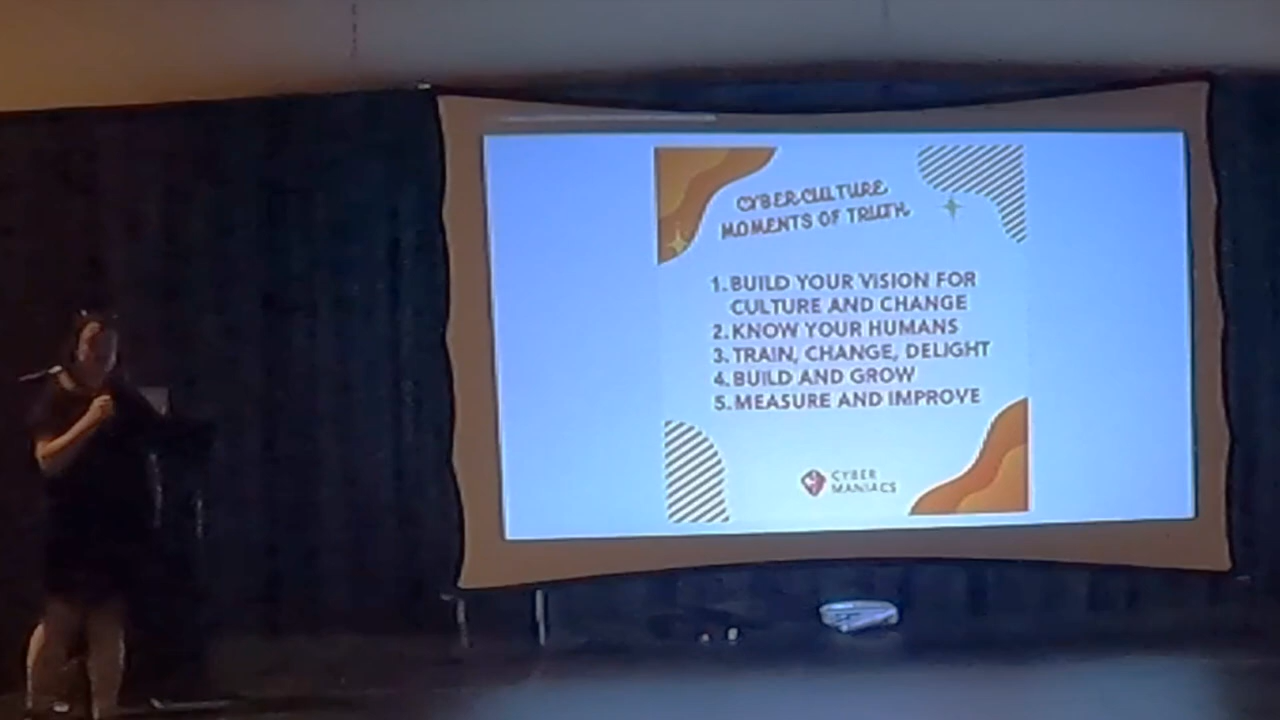 CYBERCULTURE
MOMENTS OF TRUTH
1. BUILD YOUR VISION FOR
CULTURE AND CHANGE
2. KNOW YOUR HUMANS
3. TRAIN, CHANGE, DELIGHT
4. BUILD AND GROW
5. MEASURE AND IMPROVE
CYBER
MANIACS